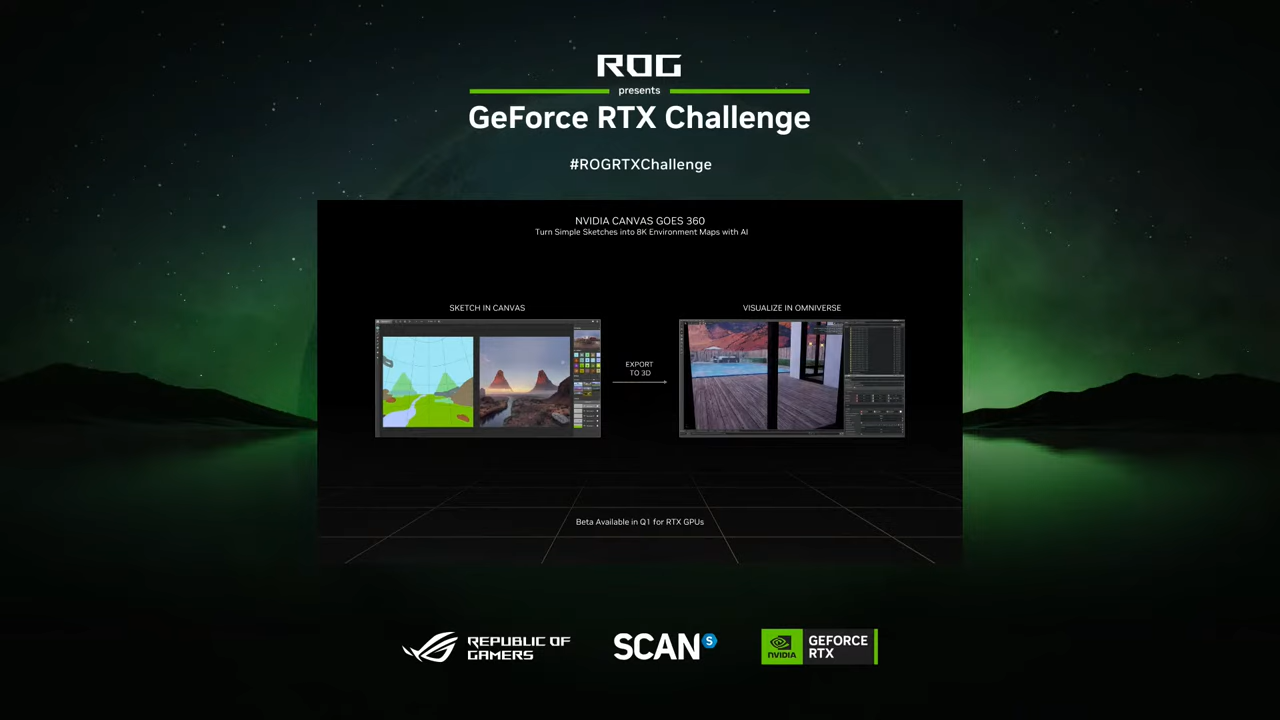 ROG
presents
GeForce RTX Challenge
#ROGRTXChallenge
NVIDIA CANVAS GOES 360
Turn Simple Sketches into 8K Environment Maps with AI
SKETCH IN CANVAS
VISUALIZE IN OMNIVERSE
EXPORT
TO 3D
Beta Available in Q1 for RTX GPUs
REPUBLIC OF
GAMERS
SCAN S
NVIDIA
GEFORCE
RTX